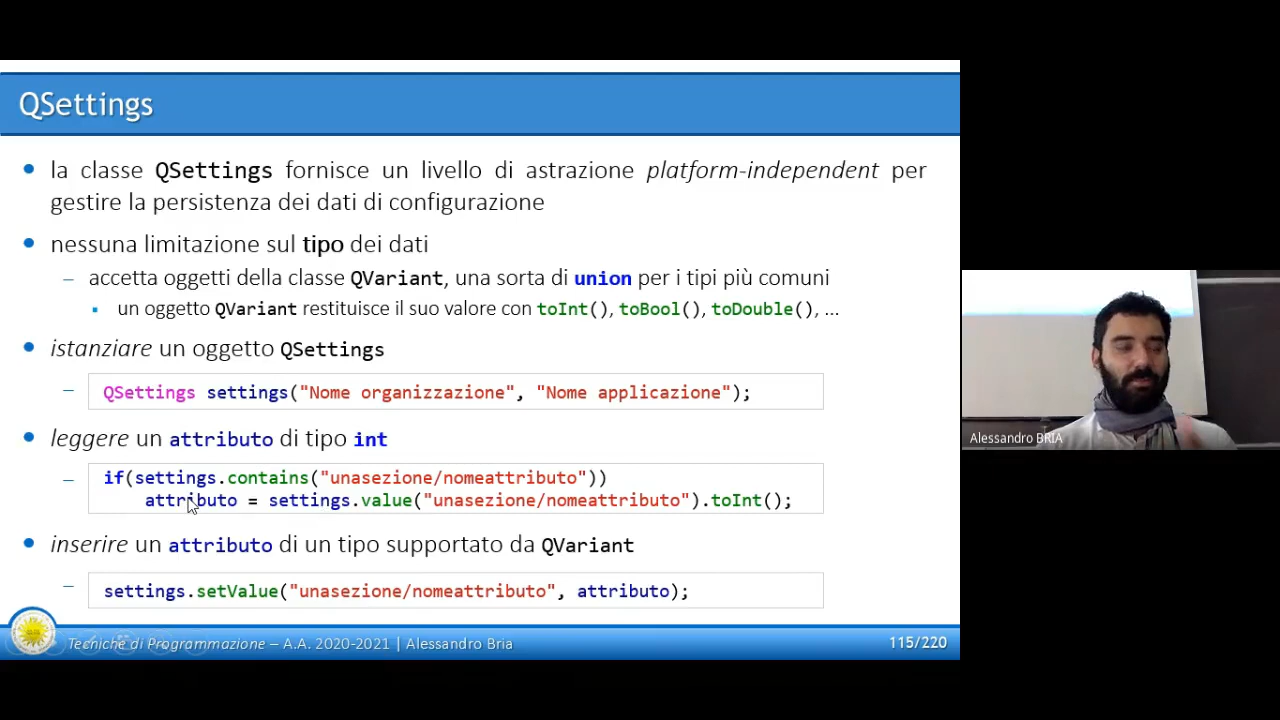 QSettings
la classe QSettings fornisce un livello di astrazione platform-independent per
gestire la persistenza dei dati di configurazione
nessuna limitazione sul tipo dei dati
– accetta oggetti della classe QVariant, una sorta di union per i tipi più comuni
un oggetto QVariant restituisce il suo valore con toInt(), toBool(), toDouble(), ...
istanziare un oggetto QSettings
– QSettings settings("Nome organizzazione", "Nome applicazione");
leggere un attributo di tipo int
– if(settings.contains("unasezione/nomeattributo"))
attributo = settings.value("unasezione/nomeattributo").toInt();
inserire un attributo di un tipo supportato da QVariant
– settings.setValue("unasezione/nomeattributo", attributo);
Tecniche di Programmazione – A.A. 2020-2021 | Alessandro Bria
115/220
Alessandro BRIA